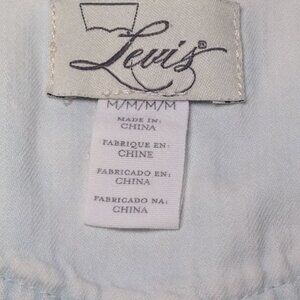 Levi's®
M/M/M/M
MADE IN:
CHINA
FABRIQUE EN:
CHINE
FABRICADO EN:
CHINA
FABRICADO NA:
CHINA